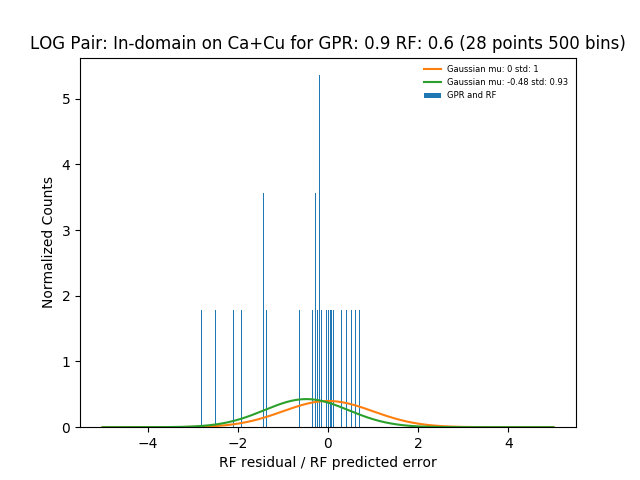 LOG Pair: In-domain on Ca+Cu for GPR: 0.9 RF: 0.6 (28 points 500 bins)
Gaussian mu: 0 std: 1
Gaussian mu: -0.48 std: 0.93
GPR and RF
Normalized Counts
5
4
3
2
1
0
−4
−2
0
2
4
RF residual / RF predicted error